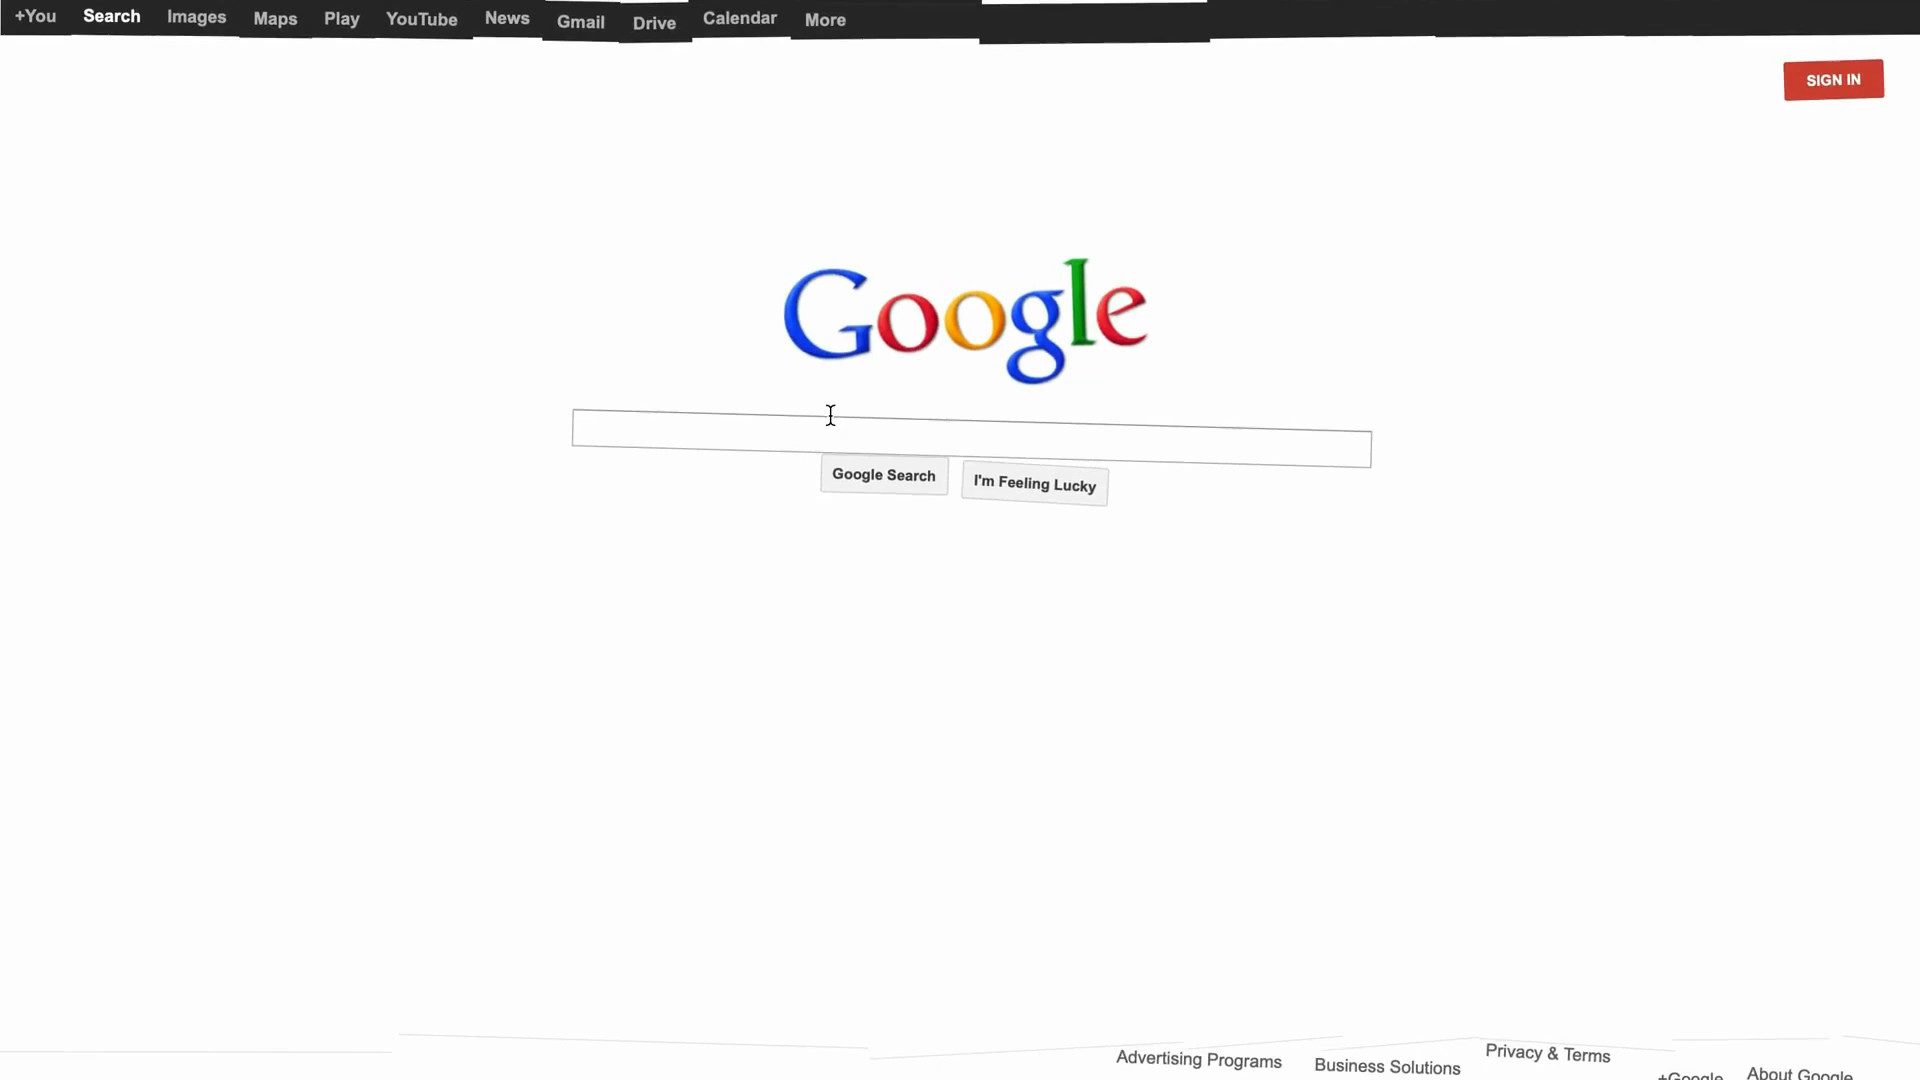 +You Search Images Maps Play YouTube News Gmail Drive Calendar More
SIGN IN
Google
Google Search I'm Feeling Lucky
Advertising Programs Business Solutions Privacy & Terms +Google About Google